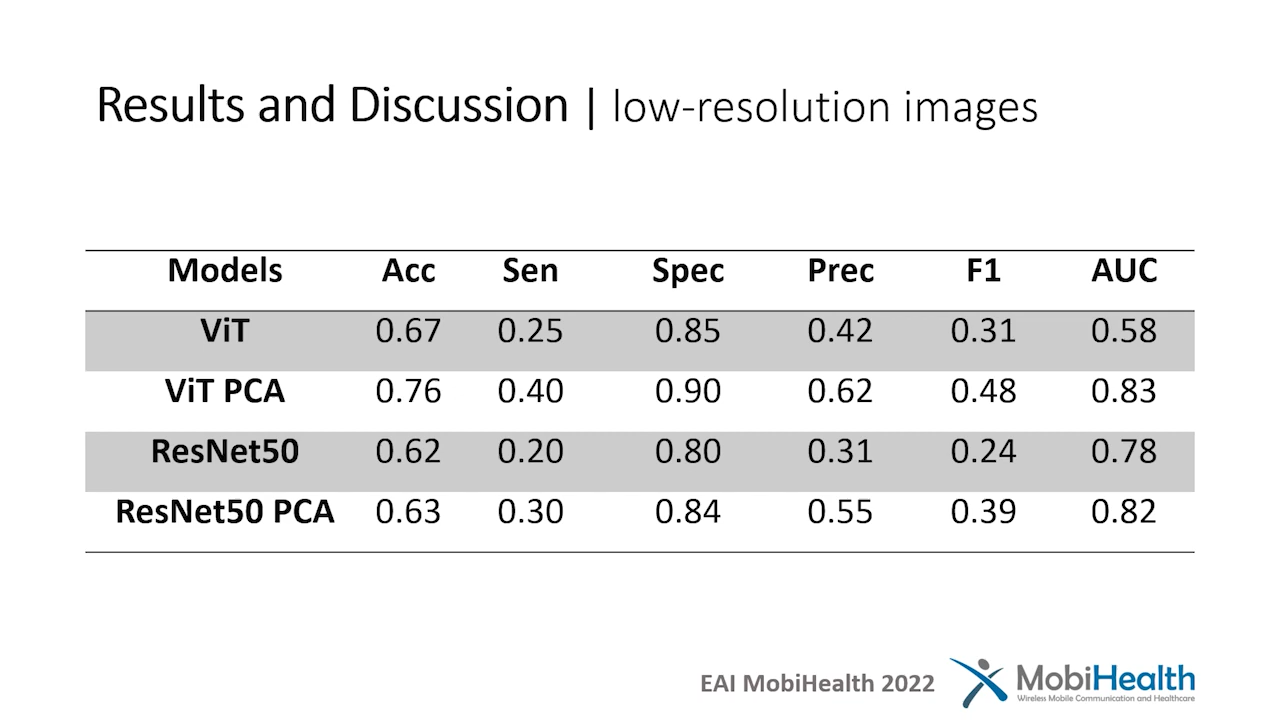 Results and Discussion | low-resolution images
Models Acc Sen Spec Prec F1 AUC
ViT 0.67 0.25 0.85 0.42 0.31 0.58
ViT PCA 0.76 0.40 0.90 0.62 0.48 0.83
ResNet50 0.62 0.20 0.80 0.31 0.24 0.78
ResNet50 PCA 0.63 0.30 0.84 0.55 0.39 0.82
EAI MobiHealth 2022
MobiHealth
Wireless Mobile Communication and Healthcare